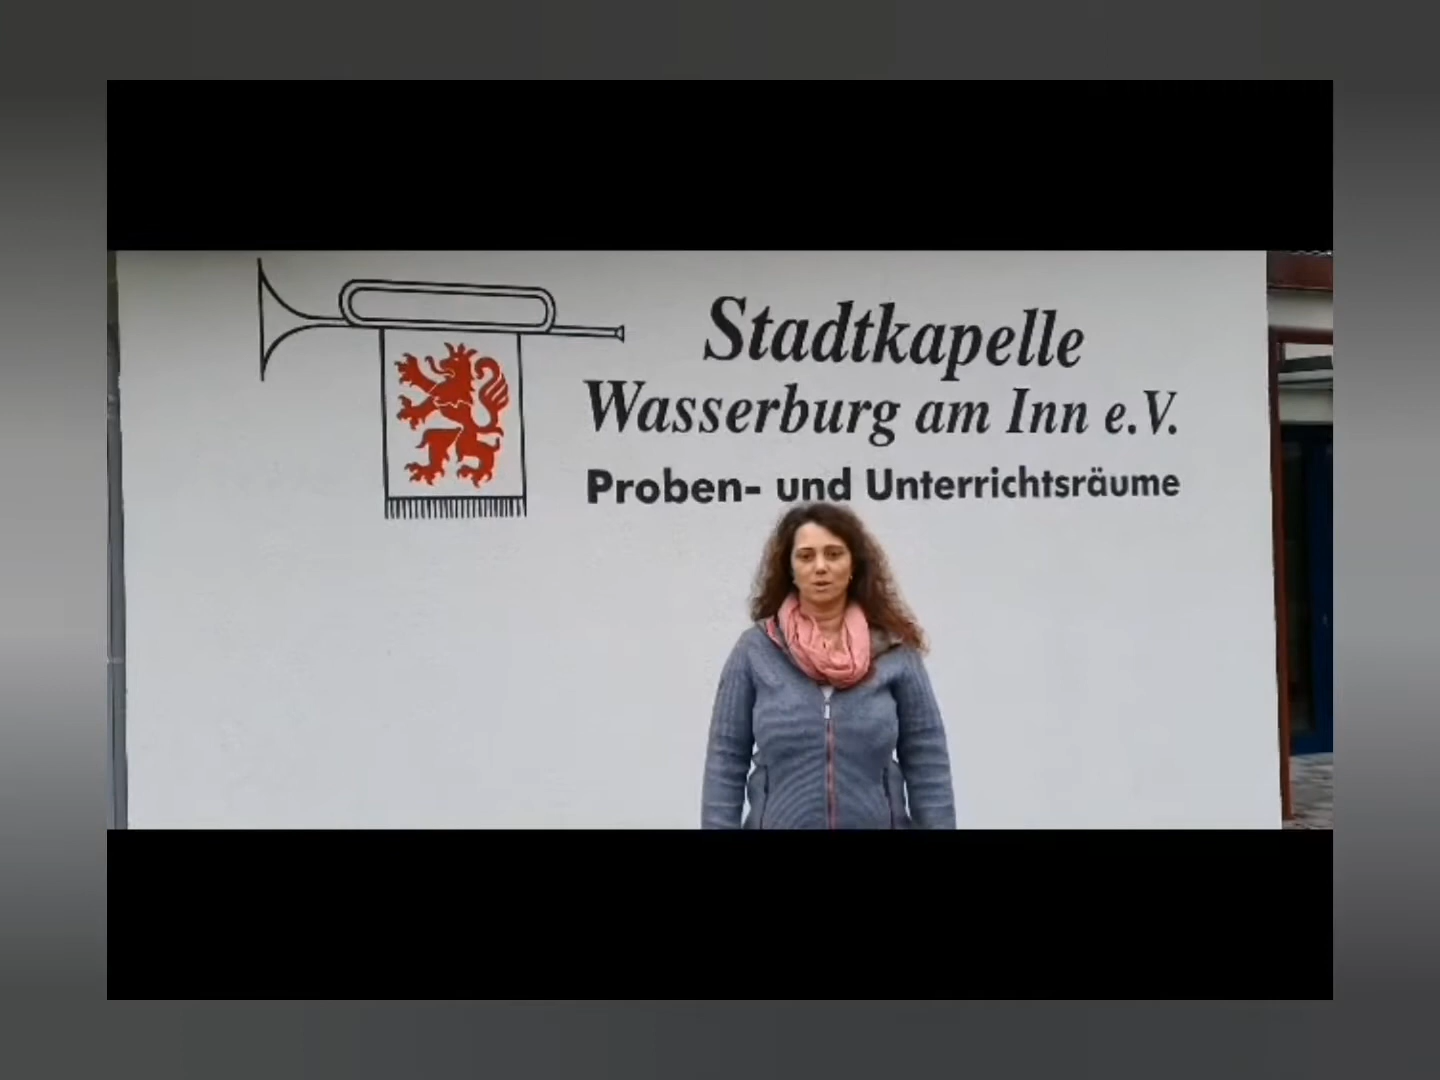 Stadtkapelle
Wasserburg am Inn e.V.
Proben- und Unterrichtsräume